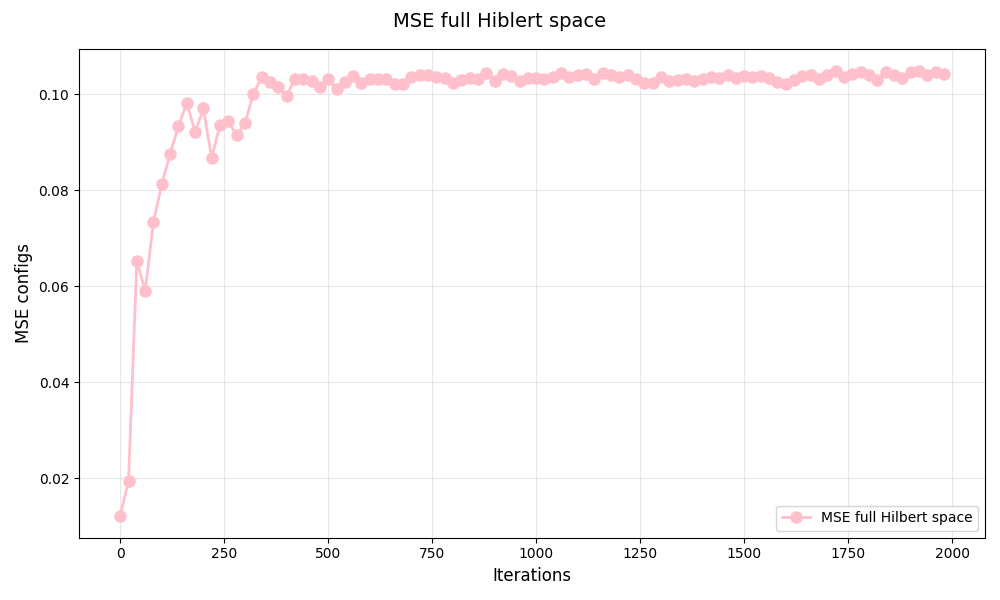 MSE full Hiblert space
MSE configs
0.10
0.08
0.06
0.04
0.02
MSE full Hilbert space
0 250 500 750 1000 1250 1500 1750 2000
Iterations